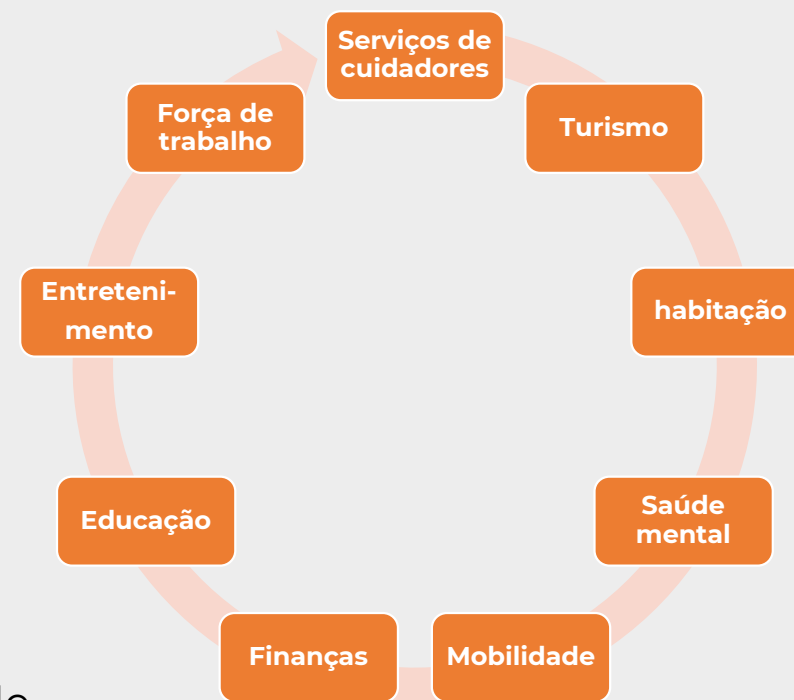 Serviços de
cuidadores
Turismo
habitação
Saúde
mental
Mobilidade
Finanças
Educação
Entreteni-
mento
Força de
trabalho